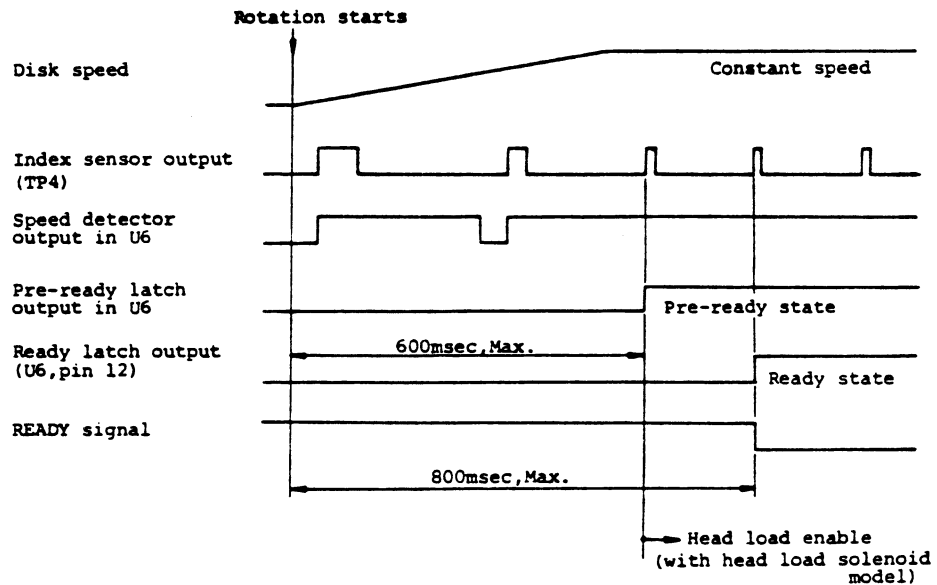 Rotation starts
Disk speed
Constant speed
Index sensor output
(TP4)
Speed detector
output in U6
Pre-ready latch
output in U6
Pre-ready state
600msec,Max.
Ready latch output
(U6,pin 12)
Ready state
READY signal
800msec,Max.
Head load enable
(with head load solenoid
model)